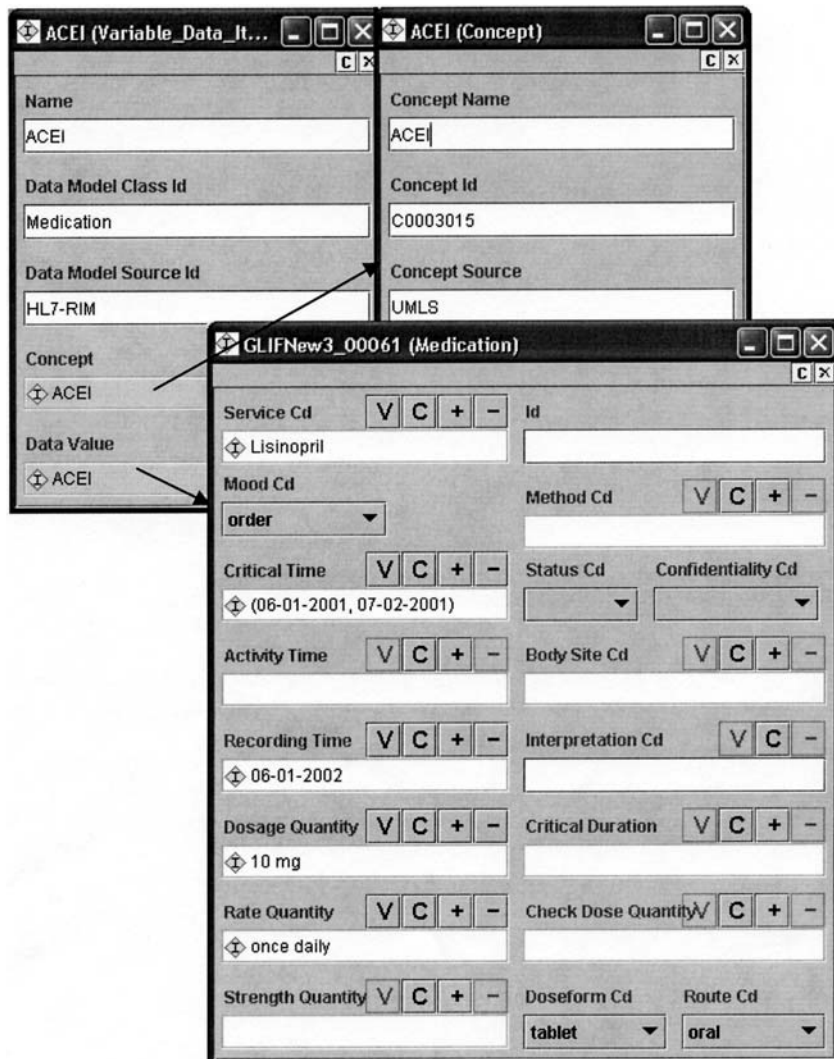 ACEI (Variable_Data_It...
C
Name
ACEI
Data Model Class Id
Medication
Data Model Source Id
HL7-RIM
Concept
ACEI
Data Value
ACEI
ACEI (Concept)
C
Concept Name
ACEI
Concept Id
C0003015
Concept Source
UMLS
GLIFNew3_00061 (Medication)
C
Service Cd V C + -
Lisinopril
Id
Mood Cd
order
Method Cd V C + -
Critical Time V C + -
(06-01-2001, 07-02-2001)
Status Cd Confidentiality Cd
Activity Time V C + -
Body Site Cd V C + -
Recording Time V C + -
06-01-2002
Interpretation Cd V C -
Dosage Quantity V C + -
10 mg
Critical Duration V C + -
Rate Quantity V C + -
once daily
Check Dose Quantity V C + -
Strength Quantity V C + -
Doseform Cd Route Cd
tablet oral